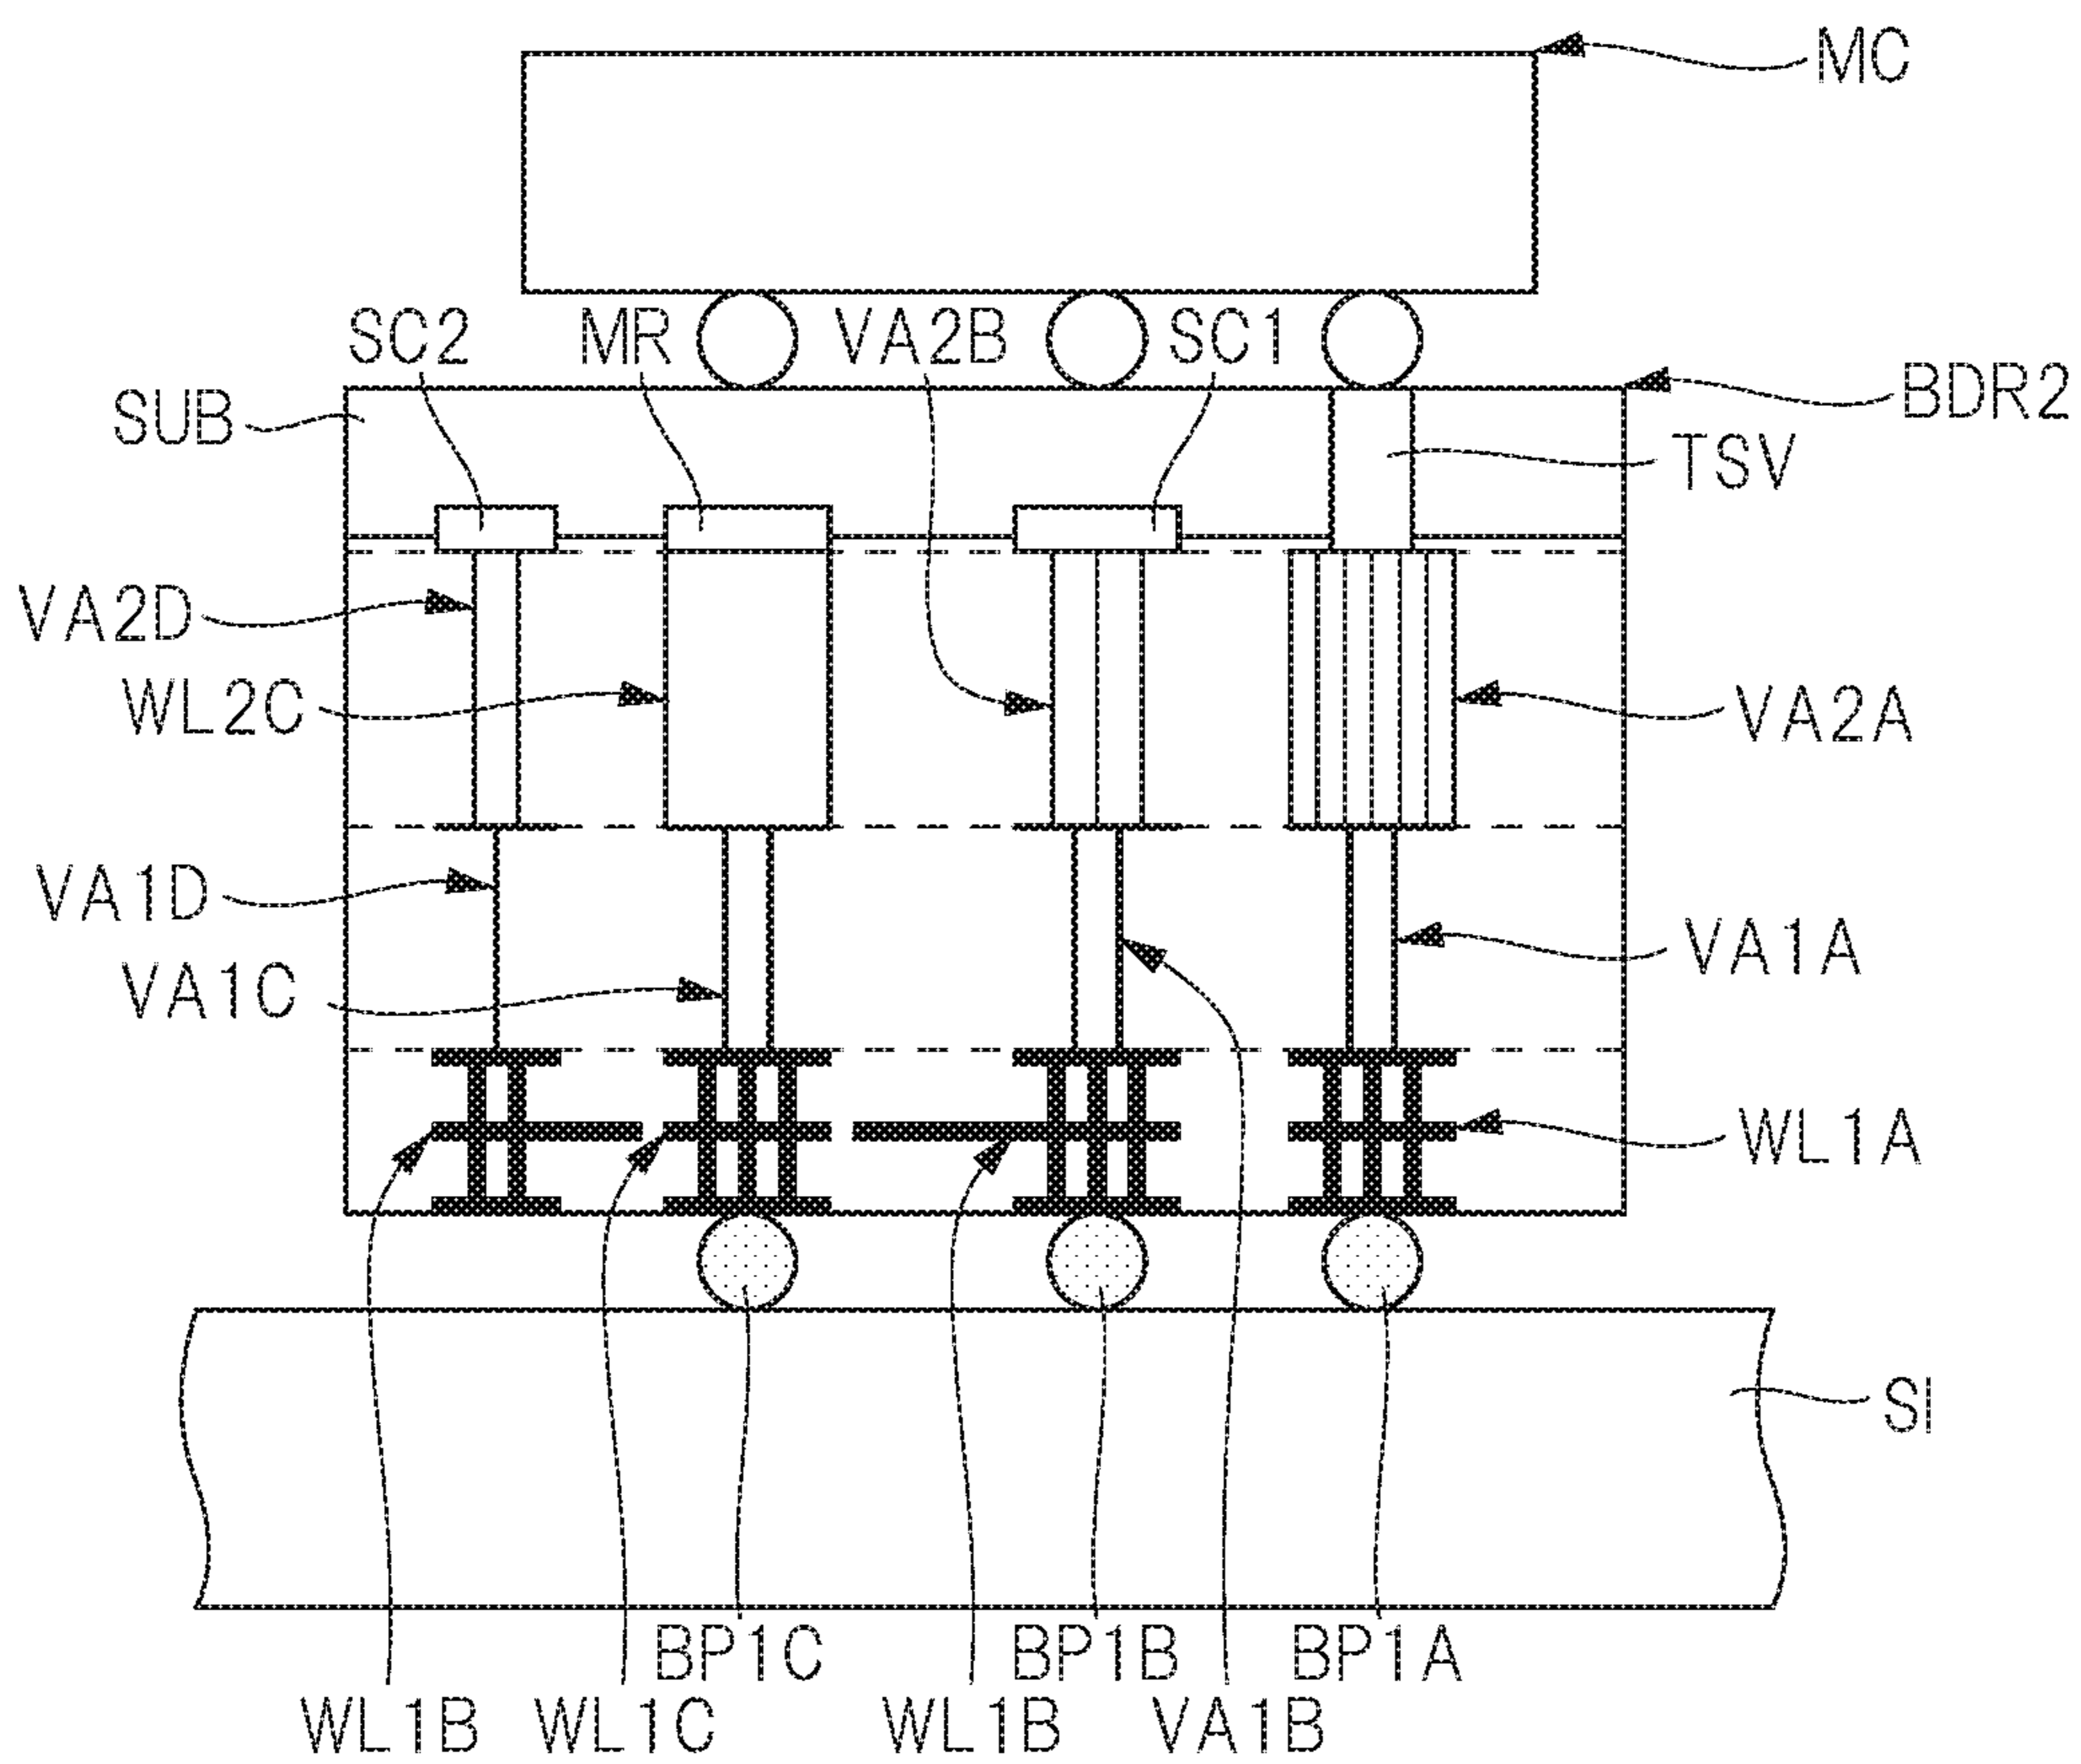 MC
SC2 MR VA2B SC1
SUB BDR2
TSV
VA2D
WL2C VA2A
VA1D
VA1C VA1A
WL1A
SI
BP1C BP1B BP1A
WL1B WL1C WL1B VA1B